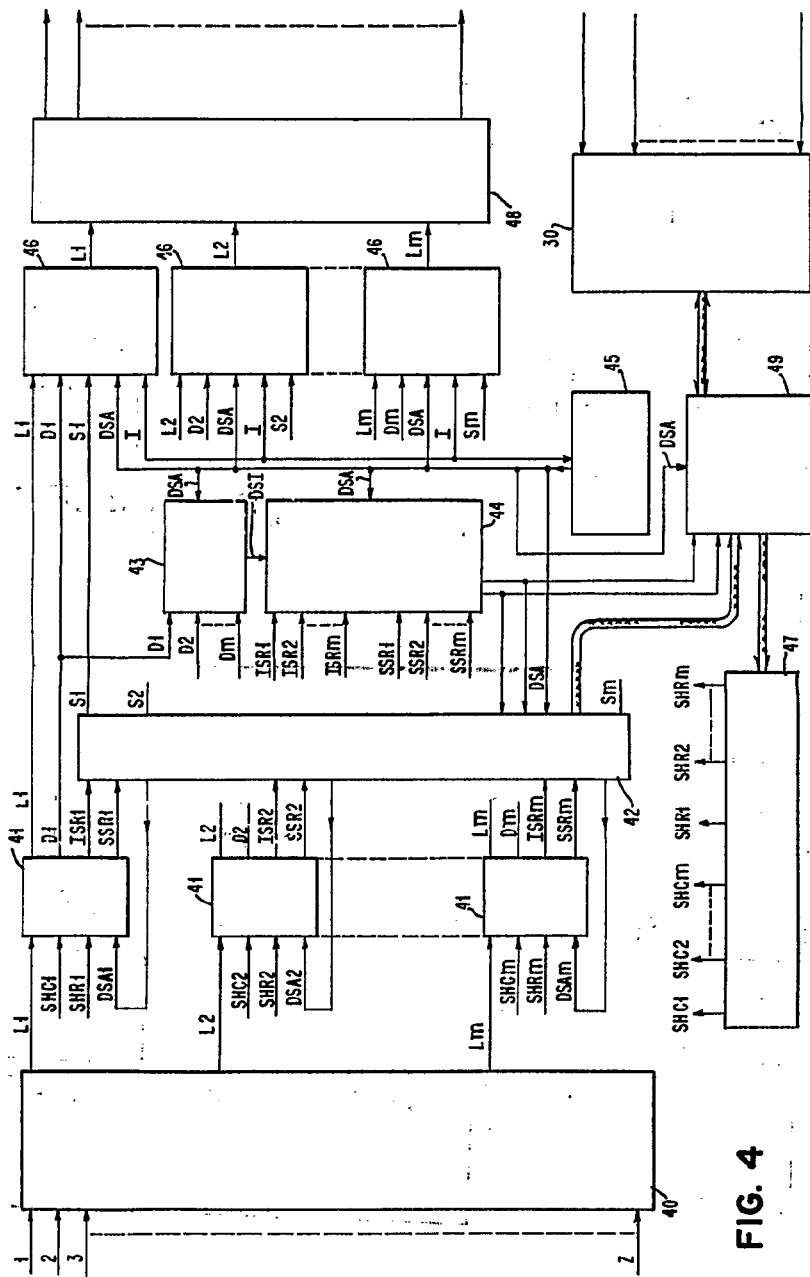 1
2
3
Z
40
L1
SHC1
SHR1
DSA1
L2
SHC2
SHR2
DSA2
Lm
SHCm
SHRm
DSAm
41
L1
D1
ISR1
SSR1
41
L2
D2
ISR2
SSR2
41
Lm
Dm
ISRm
SSRm
S1
S2
DSA
Sm
42
43
D1
D2
Dm
DSA
DSI
ISR1
ISR2
ISRm
SSR1
SSR2
SSRm
DSA
44
L1
D1
S1
DSA
I
46
L1
L2
D2
DSA
I
S2
46
L2
Lm
Dm
DSA
I
Sm
46
Lm
48
45
DSA
49
30
SHC1
SHC2
SHCm
SHR1
SHR2
SHRm
47
FIG. 4